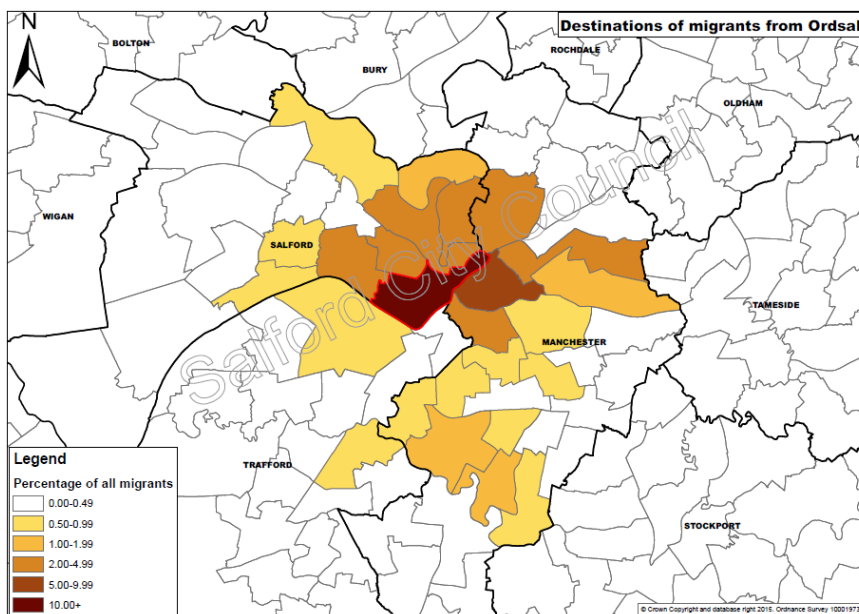 N
Destinations of migrants from Ordsal
BOLTON
BURY
ROCHDALE
OLDHAM
WIGAN
SALFORD
TAMESIDE
MANCHESTER
TRAFFORD
STOCKPORT
Salford City Council
Legend
Percentage of all migrants
0.00-0.49
0.50-0.99
1.00-1.99
2.00-4.99
5.00-9.99
10.00+
© Crown Copyright and database right 2015. Ordnance Survey 10001973